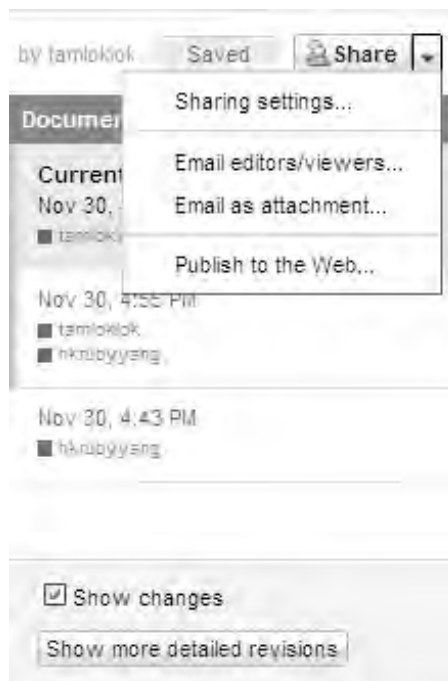 by tamloklok Saved Share
Sharing settings...
Documen
Email editors/viewers...
Current
Nov 30, Email as attachment...
Publish to the Web...
Nov 30, 4:55 PM
tamloklok
hkrubyyang
Nov 30, 4:43 PM
hkrubyyang
Show changes
Show more detailed revisions